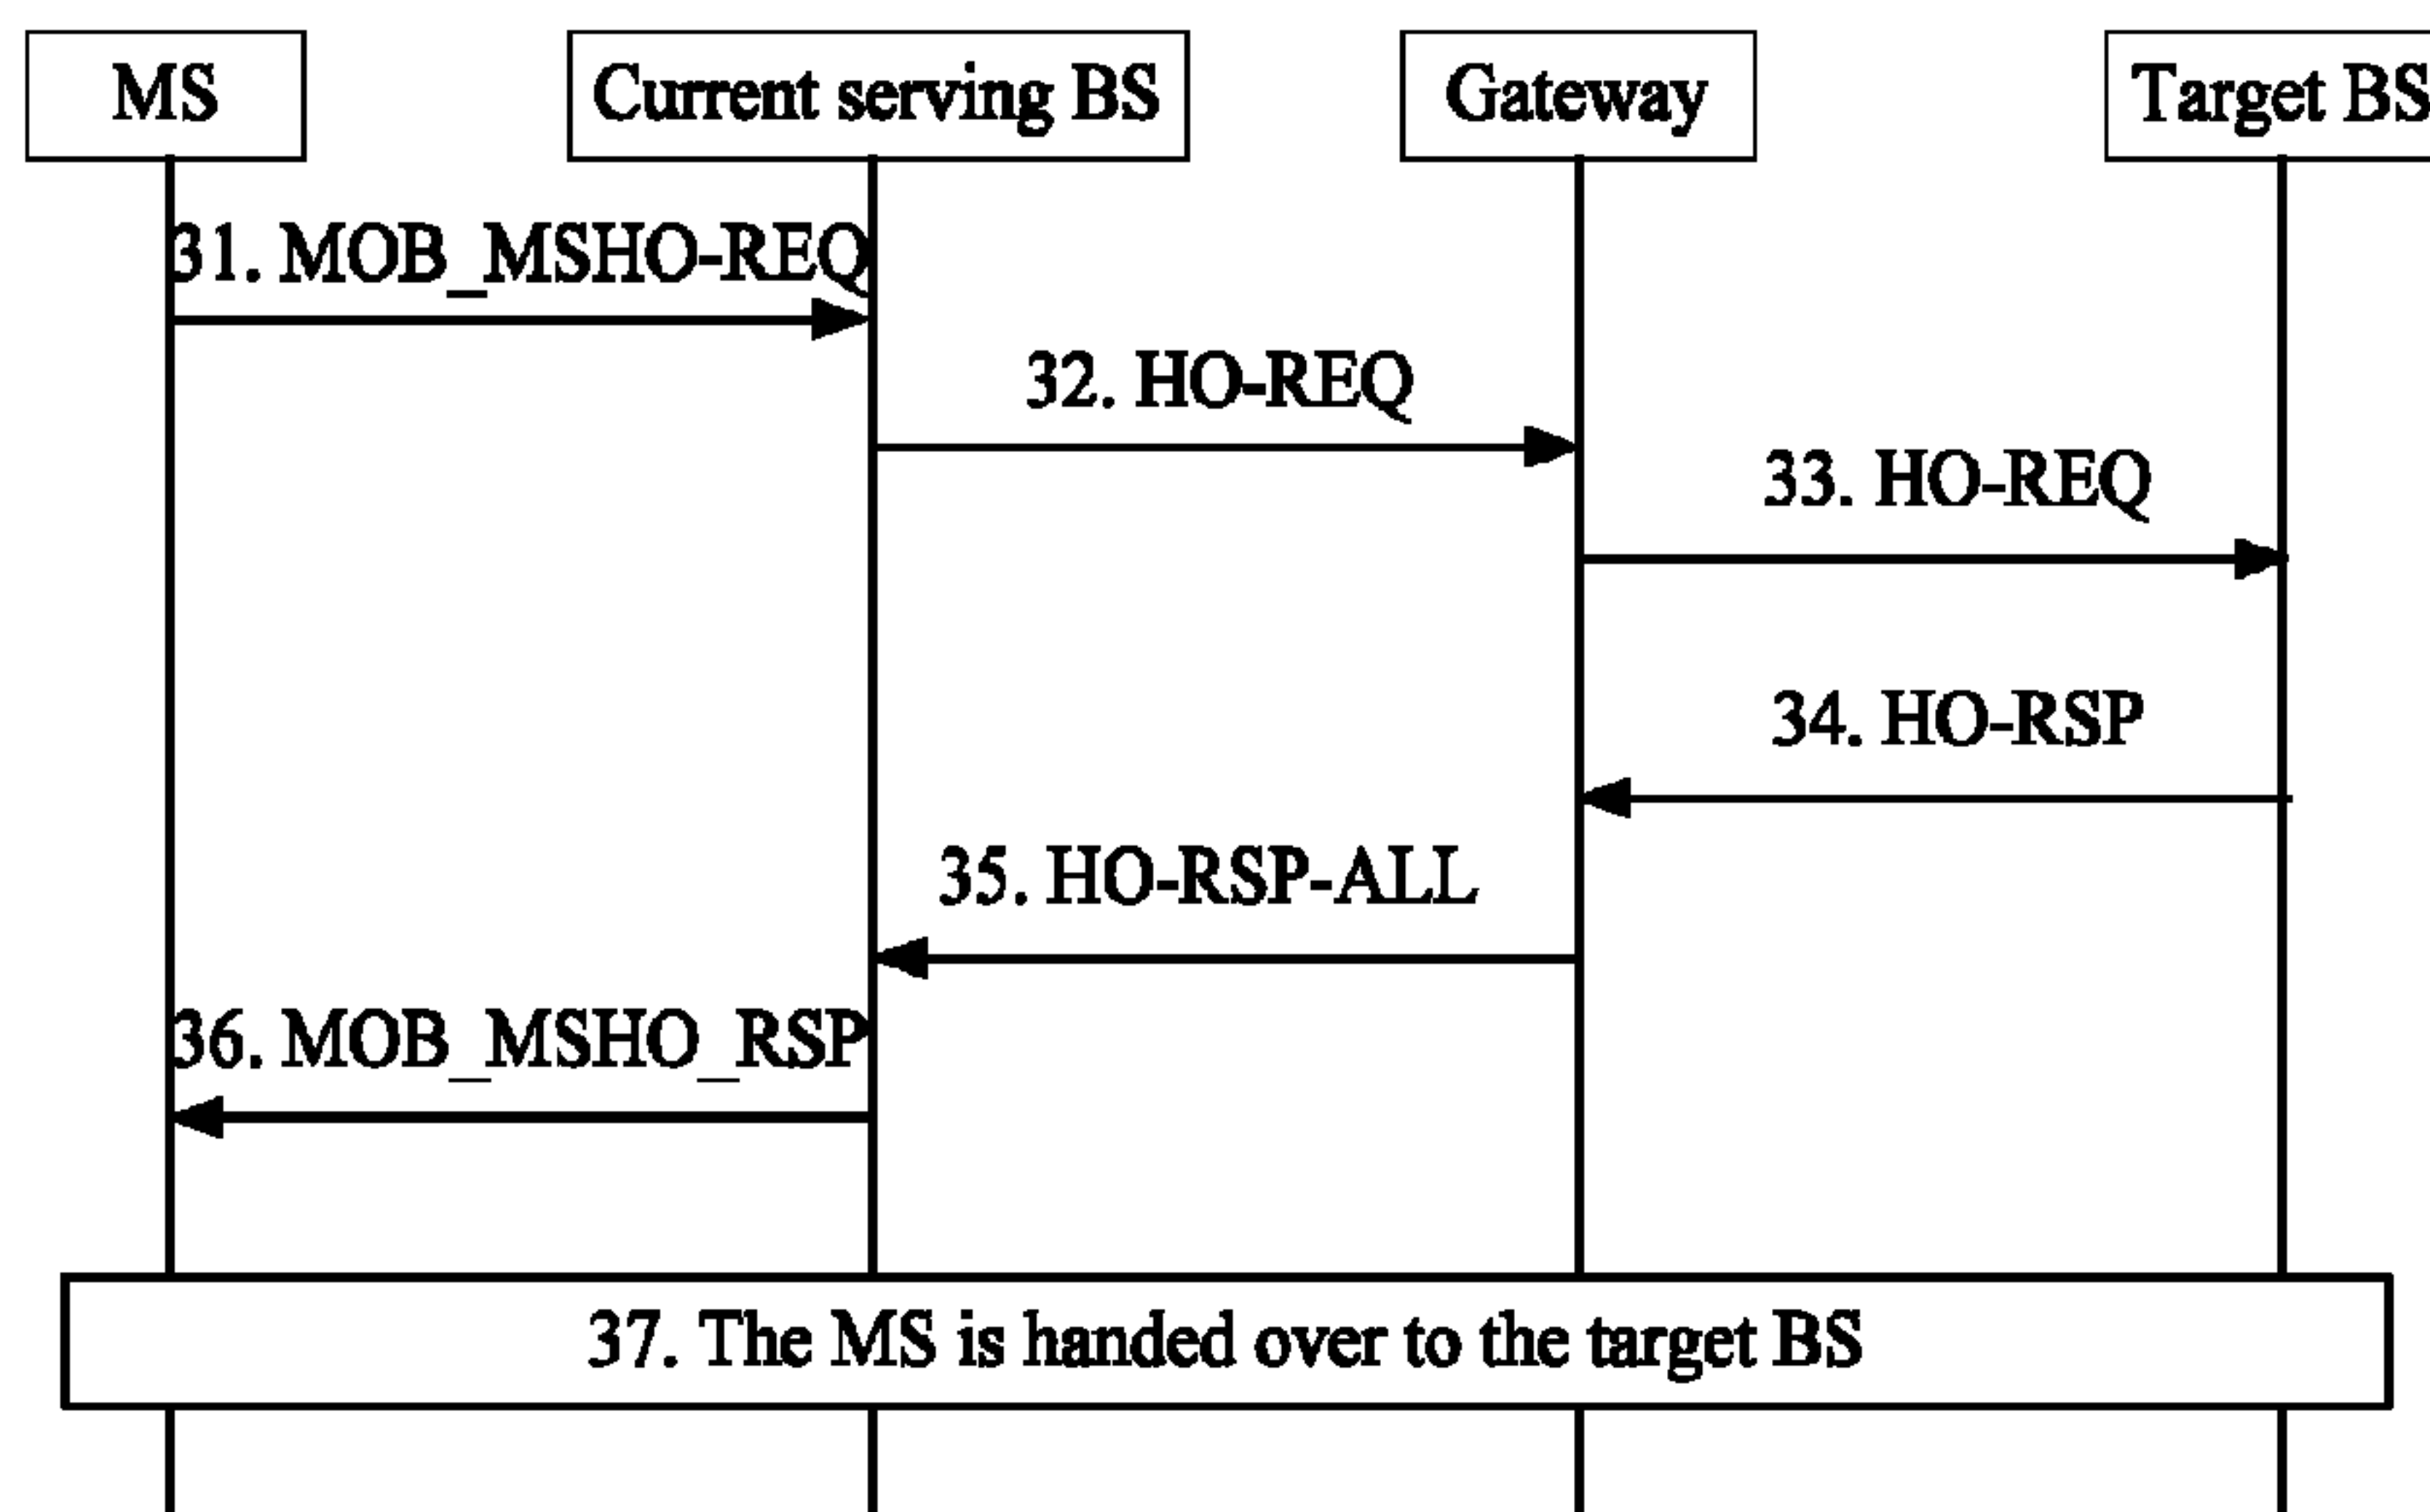 MS
Current serving BS
Gateway
Target BS
31. MOB_MSHO-REQ
32. HO-REQ
33. HO-REQ
34. HO-RSP
35. HO-RSP-ALL
36. MOB_MSHO_RSP
37. The MS is handed over to the target BS